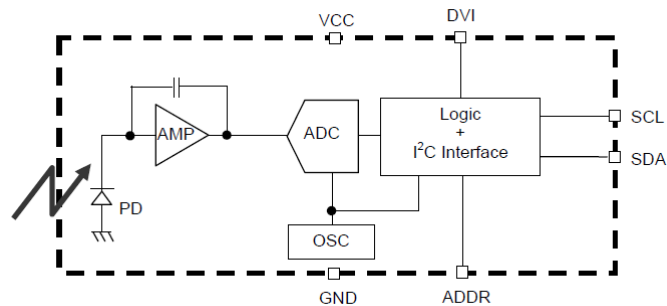 VCC
DVI
AMP
ADC
Logic
+
I²C Interface
SCL
SDA
PD
OSC
GND
ADDR